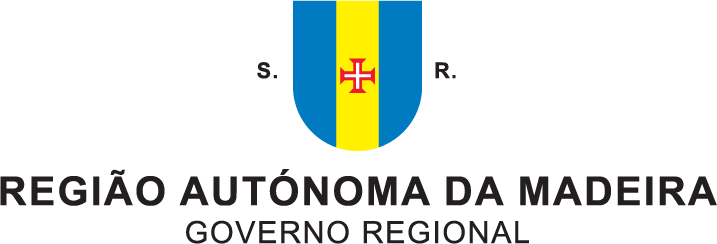 S. R.
REGIÃO AUTÓNOMA DA MADEIRA
GOVERNO REGIONAL